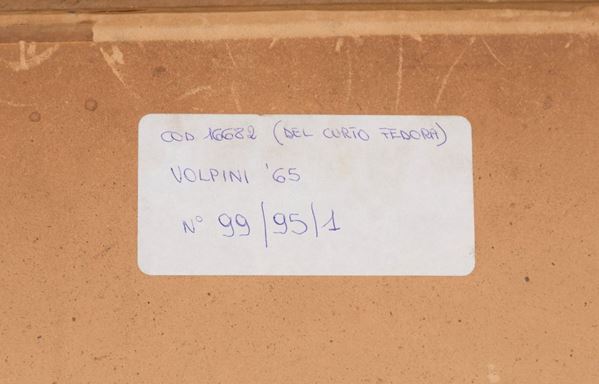 COD 16682 (DEL CURTO FEDORA)
VOLPINI '65
N° 99/95/1